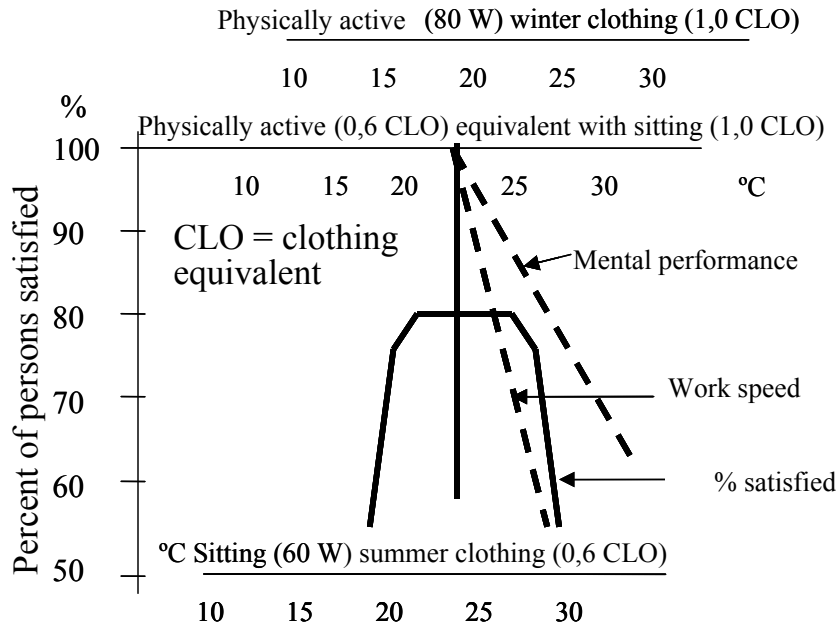 Physically active (80 W) winter clothing (1,0 CLO)
10 15 20 25 30
%
Physically active (0,6 CLO) equivalent with sitting (1,0 CLO)
100
10 15 20 25 30 ºC
90
CLO = clothing
equivalent
Mental performance
80
70
Work speed
60
% satisfied
ºC Sitting (60 W) summer clothing (0,6 CLO)
50
10 15 20 25 30
Percent of persons satisfied